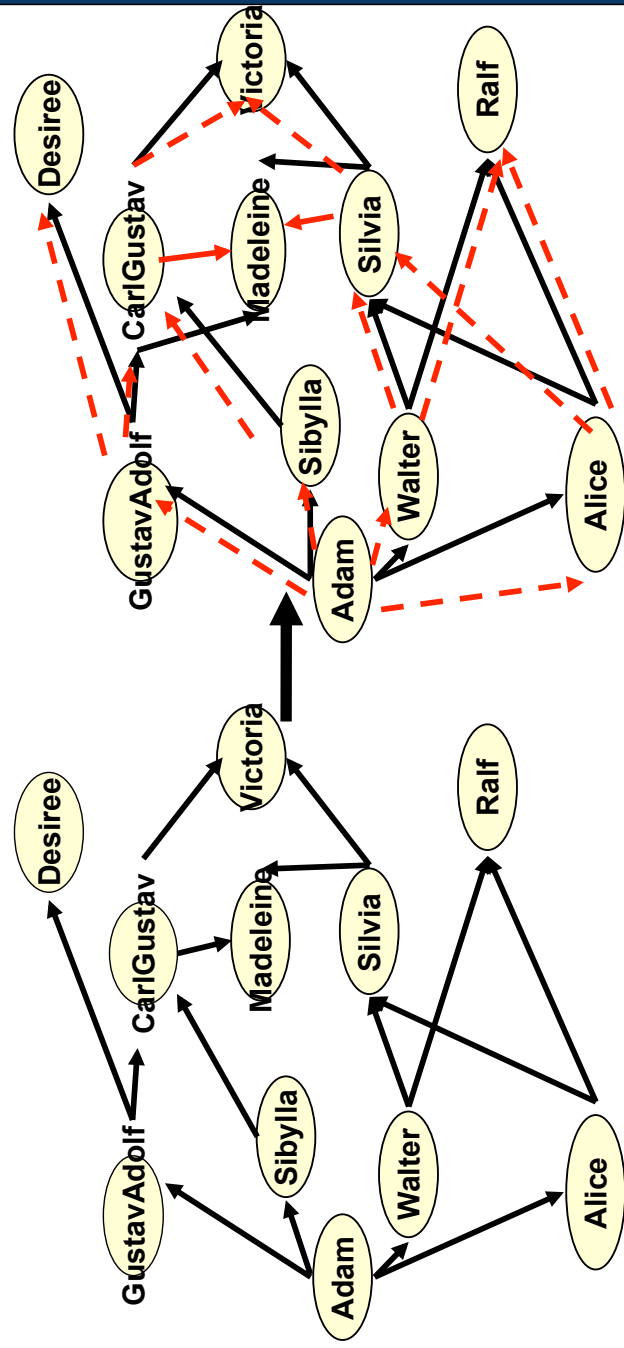 Desiree
CarlGustav
Victoria
GustavAdolf
Madeleine
Sibylla
Silvia
Ralf
Adam
Walter
Alice
Desiree
CarlGustav
Victoria
GustavAdolf
Madeleine
Sibylla
Silvia
Ralf
Adam
Walter
Alice